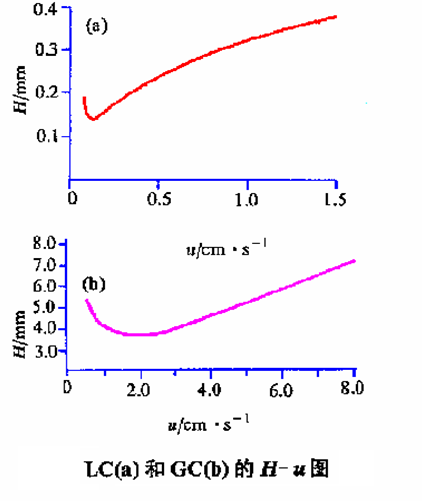 0.4
(a)
0.3
H/mm
0.2
0.1
0
0.5
1.0
1.5
u/cm · s⁻¹
8.0
7.0
(b)
6.0
5.0
H/mm
4.0
3.0
0
2.0
4.0
6.0
8.0
u/cm · s⁻¹
LC(a) 和 GC(b) 的 H- u 图